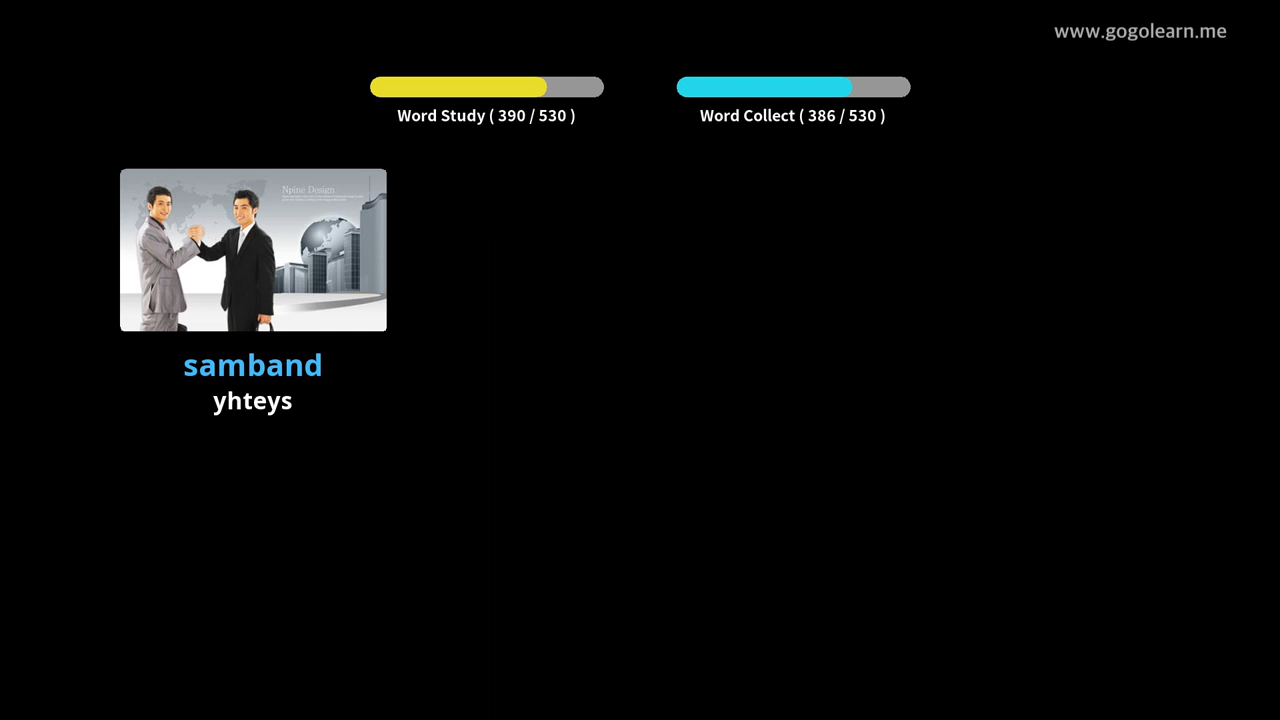 www.gogolearn.me
Word Study ( 390 / 530 )
Word Collect ( 386 / 530 )
Npine Design
samband
yhteys